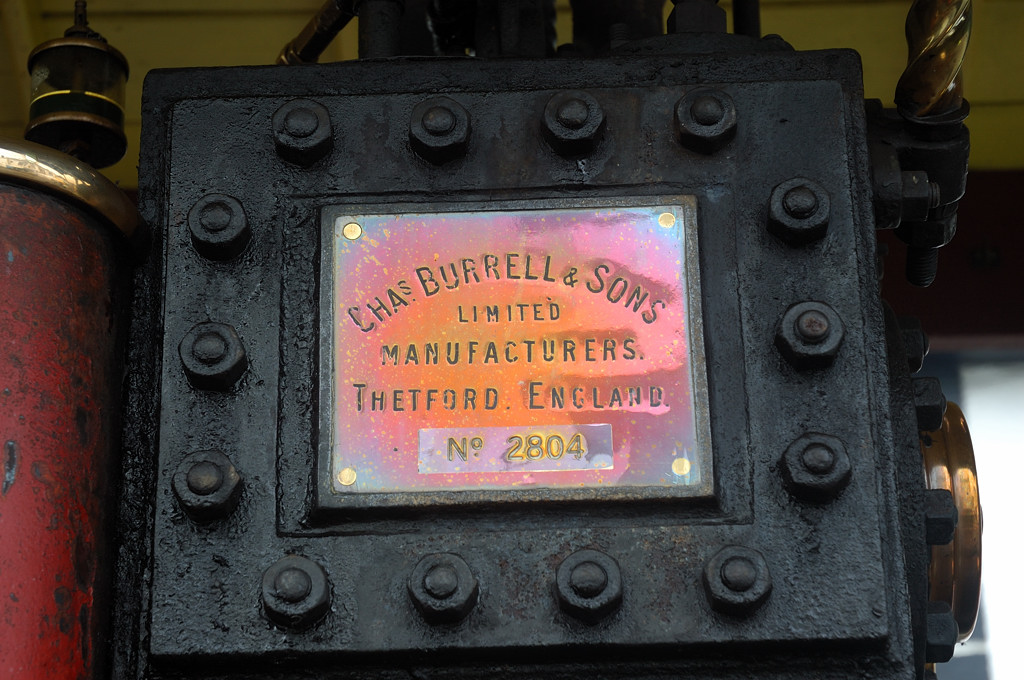 CHAS BURRELL & SONS
LIMITED
MANUFACTURERS.
THETFORD. ENGLAND.
No 2804